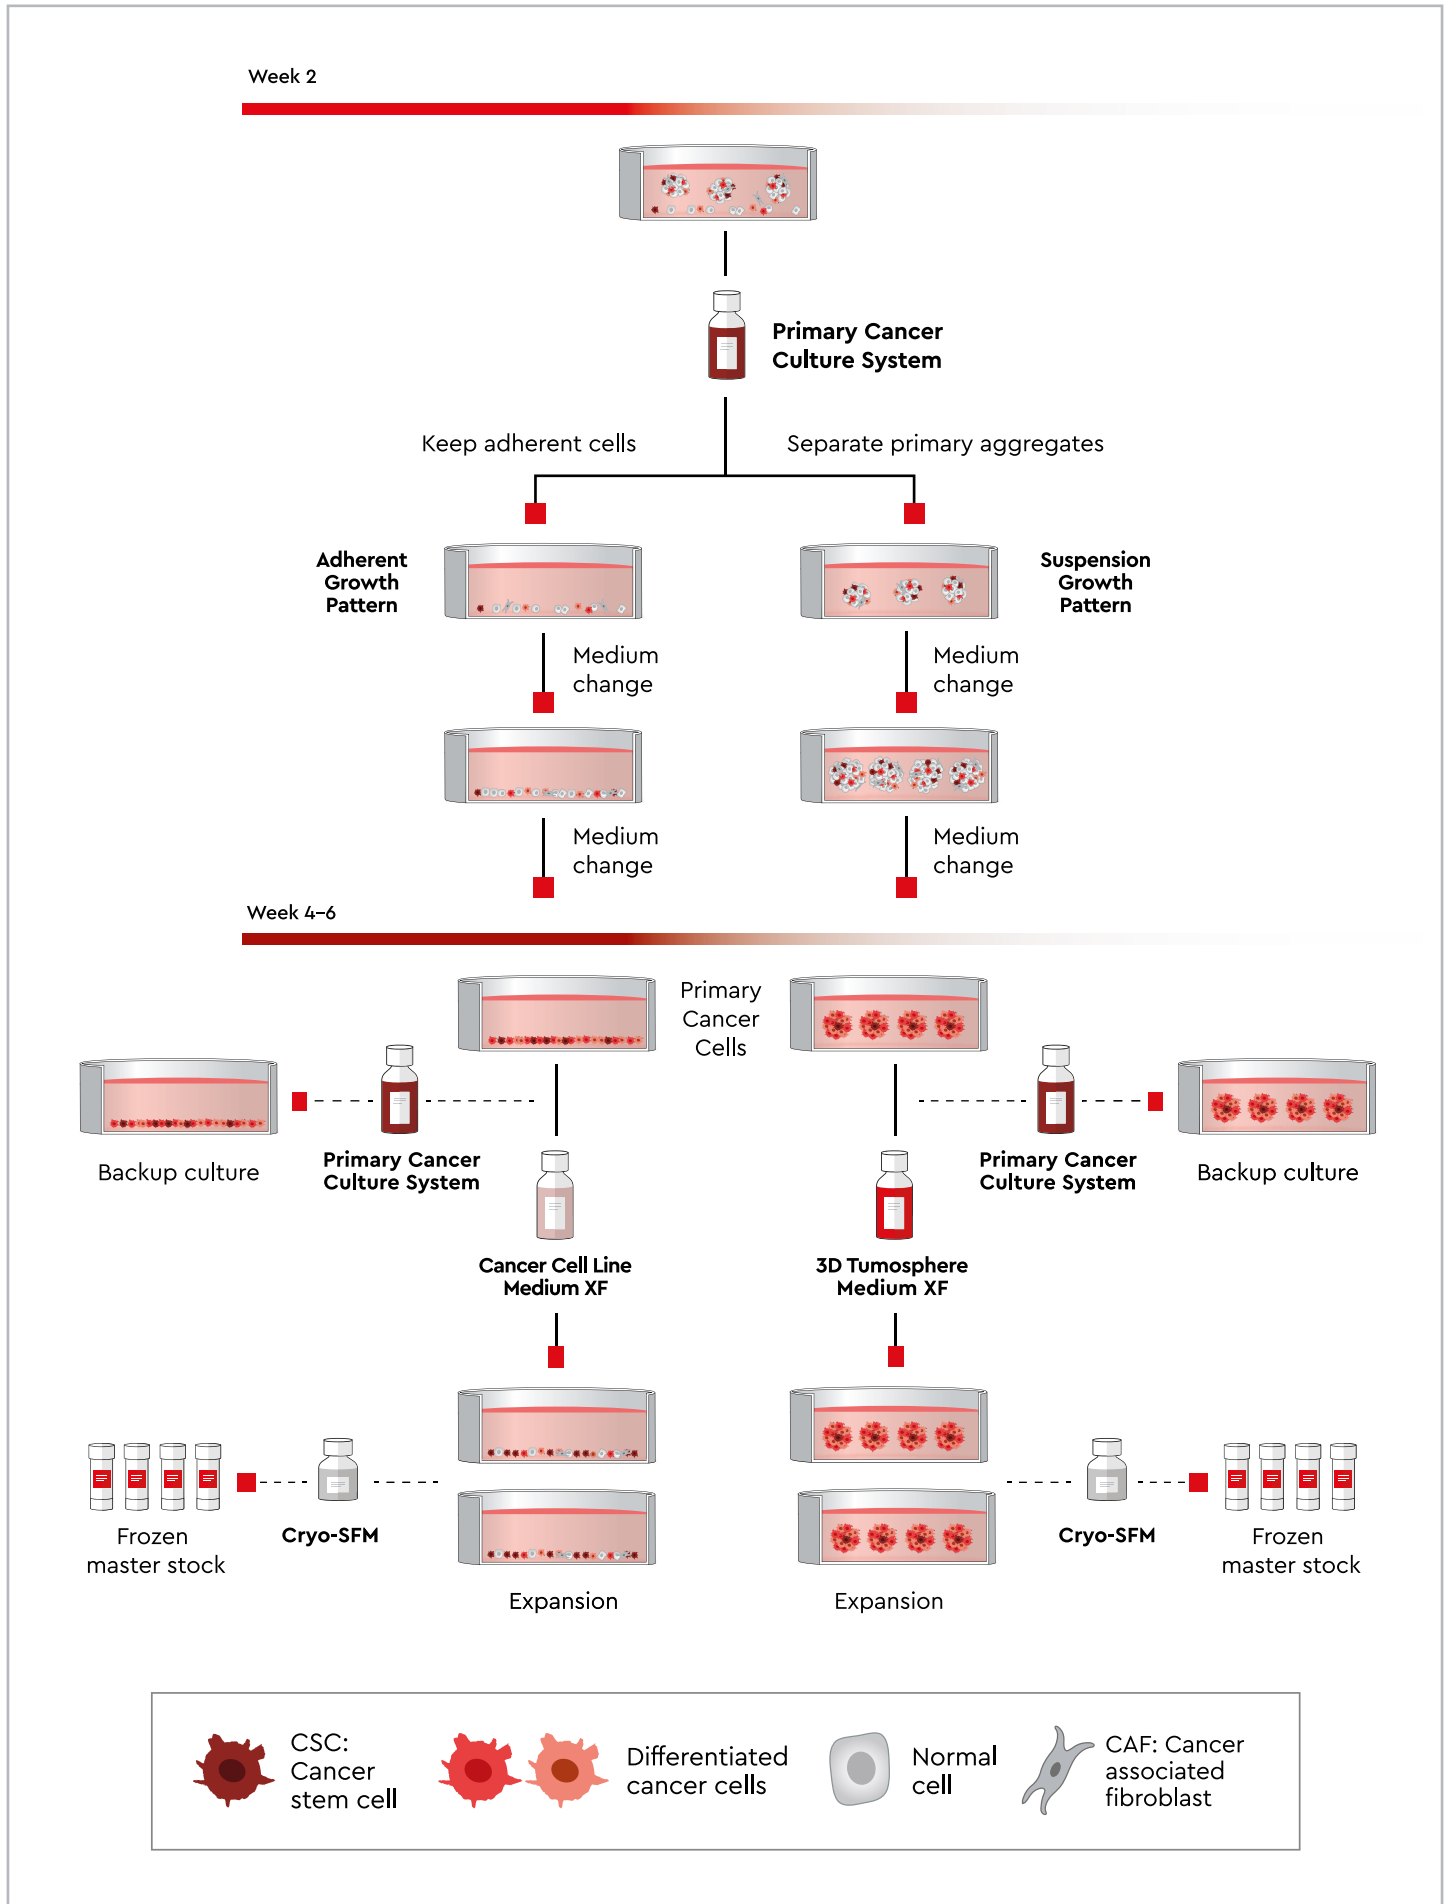 Week 2
Primary Cancer
Culture System
Keep adherent cells
Separate primary aggregates
Adherent
Growth
Pattern
Suspension
Growth
Pattern
Medium
change
Medium
change
Medium
change
Medium
change
Week 4–6
Primary
Cancer
Cells
Backup culture
Primary Cancer
Culture System
Primary Cancer
Culture System
Backup culture
Cancer Cell Line
Medium XF
3D Tumosphere
Medium XF
Frozen
master stock
Cryo-SFM
Expansion
Expansion
Cryo-SFM
Frozen
master stock
CSC:
Cancer
stem cell
Differentiated
cancer cells
Normal
cell
CAF: Cancer
associated
fibroblast